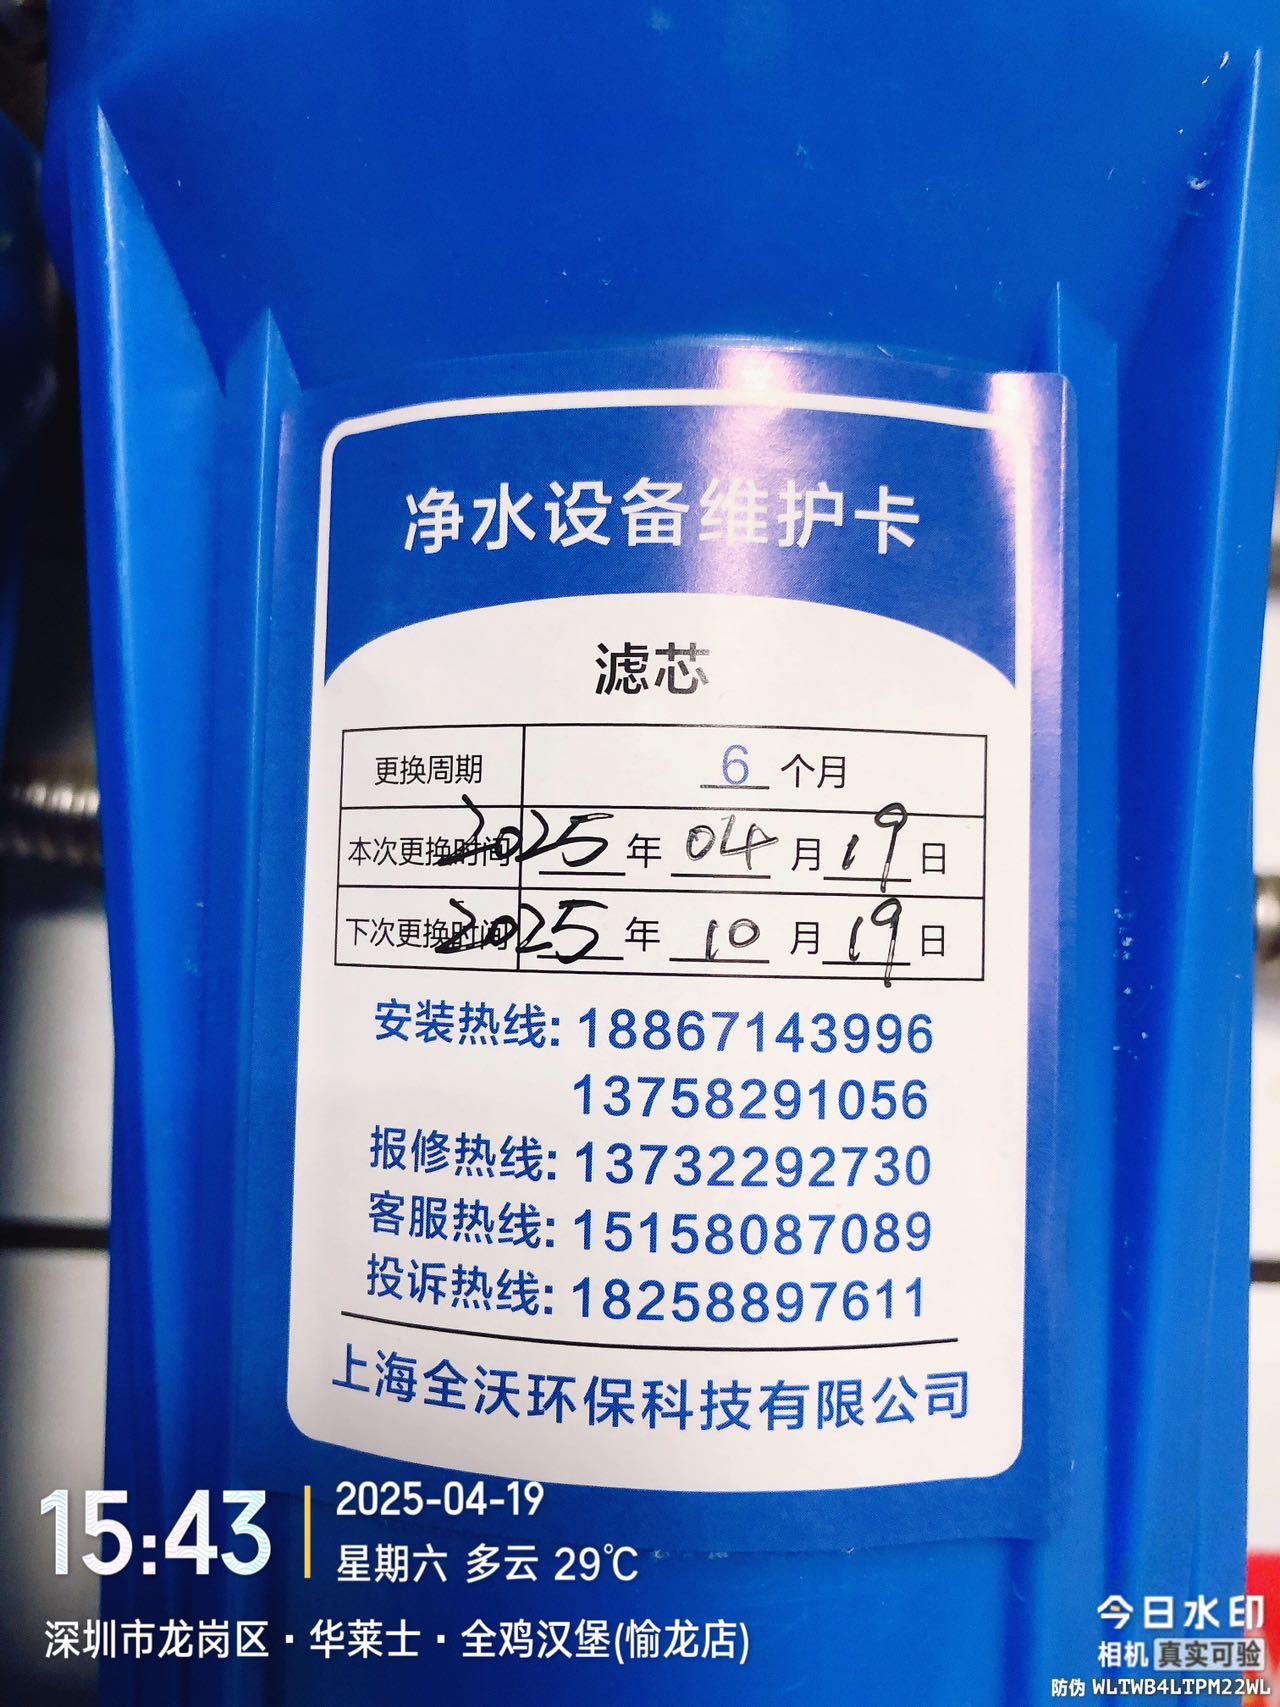 净水设备维护卡
滤芯
更换周期 6 个月
本次更换时间 2025 年 04 月 19 日
下次更换时间 2025 年 10 月 19 日
安装热线: 18867143996
13758291056
报修热线: 13732292730
客服热线: 15158087089
投诉热线: 18258897611
上海全沃环保科技有限公司
15:43
2025-04-19
星期六 多云 29℃
深圳市龙岗区·华莱士·全鸡汉堡(愉龙店)
今日水印
相机 真实可验
防伪 WLTWB4LTPM22WL